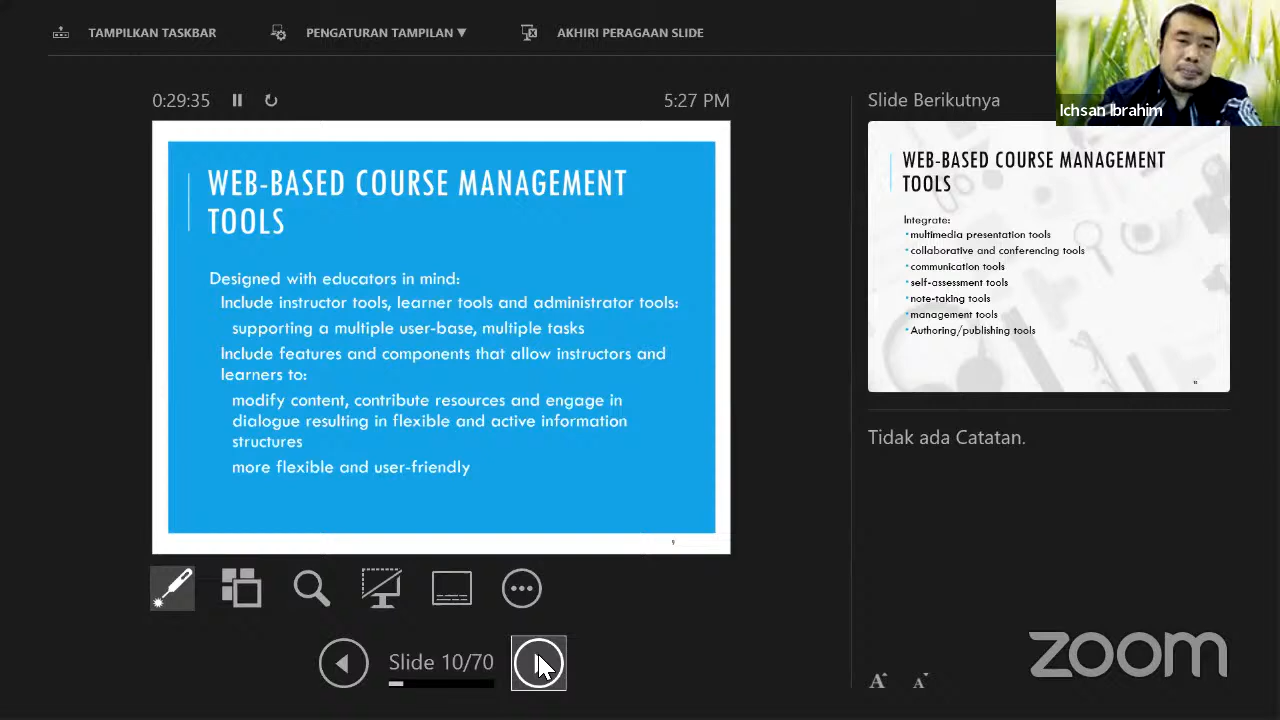 TAMPILKAN TASKBAR
PENGATURAN TAMPILAN ▼
AKHIRI PERAGAAN SLIDE
Ichsan Ibrahim
0:29:35
5:27 PM
WEB-BASED COURSE MANAGEMENT
TOOLS
Designed with educators in mind:
Include instructor tools, learner tools and administrator tools:
supporting a multiple user-base, multiple tasks
Include features and components that allow instructors and
learners to:
modify content, contribute resources and engage in
dialogue resulting in flexible and active information
structures
more flexible and user-friendly
Slide 10/70
Slide Berikutnya
WEB-BASED COURSE MANAGEMENT
TOOLS
Integrate:
•multimedia presentation tools
•collaborative and conferencing tools
•communication tools
•self-assessment tools
•note-taking tools
•management tools
•Authoring/publishing tools
Tidak ada Catatan.
A A
zoom